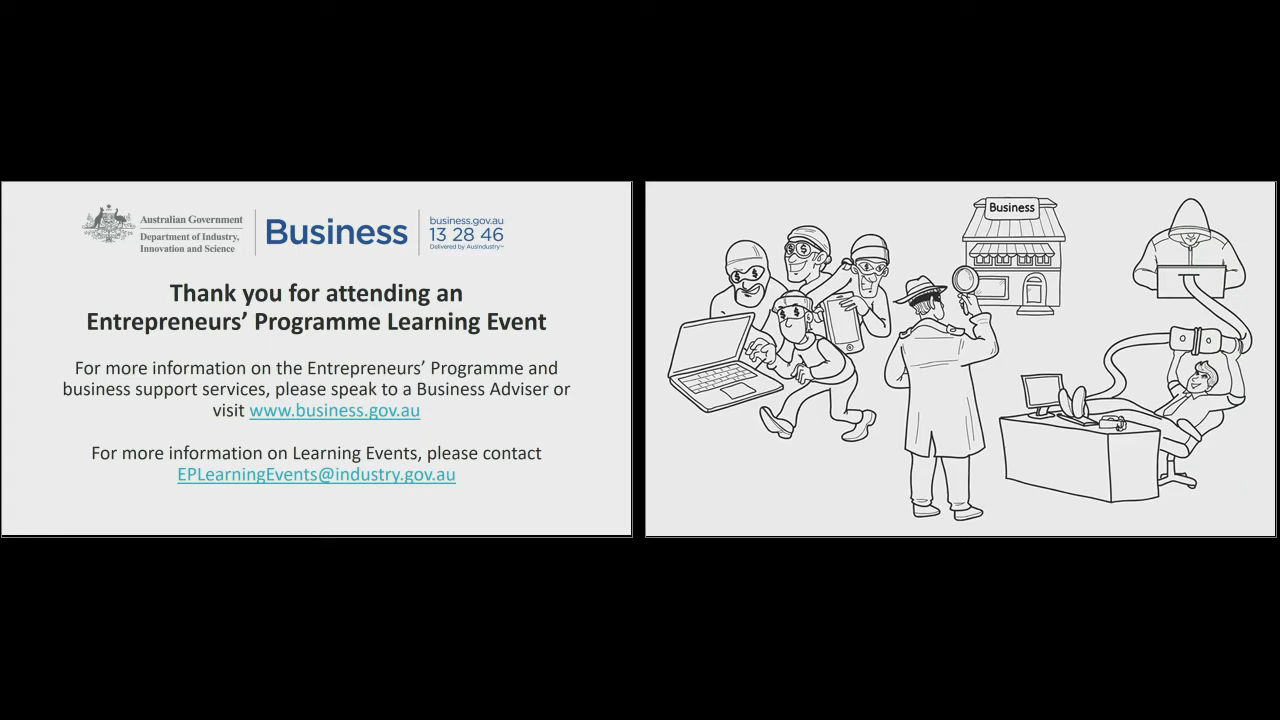 Australian Government
Department of Industry,
Innovation and Science
Business
business.gov.au
13 28 46
Delivered by AusIndustry™
Thank you for attending an
Entrepreneurs’ Programme Learning Event
For more information on the Entrepreneurs’ Programme and
business support services, please speak to a Business Adviser or
visit www.business.gov.au
For more information on Learning Events, please contact
EPLearningEvents@industry.gov.au
Business